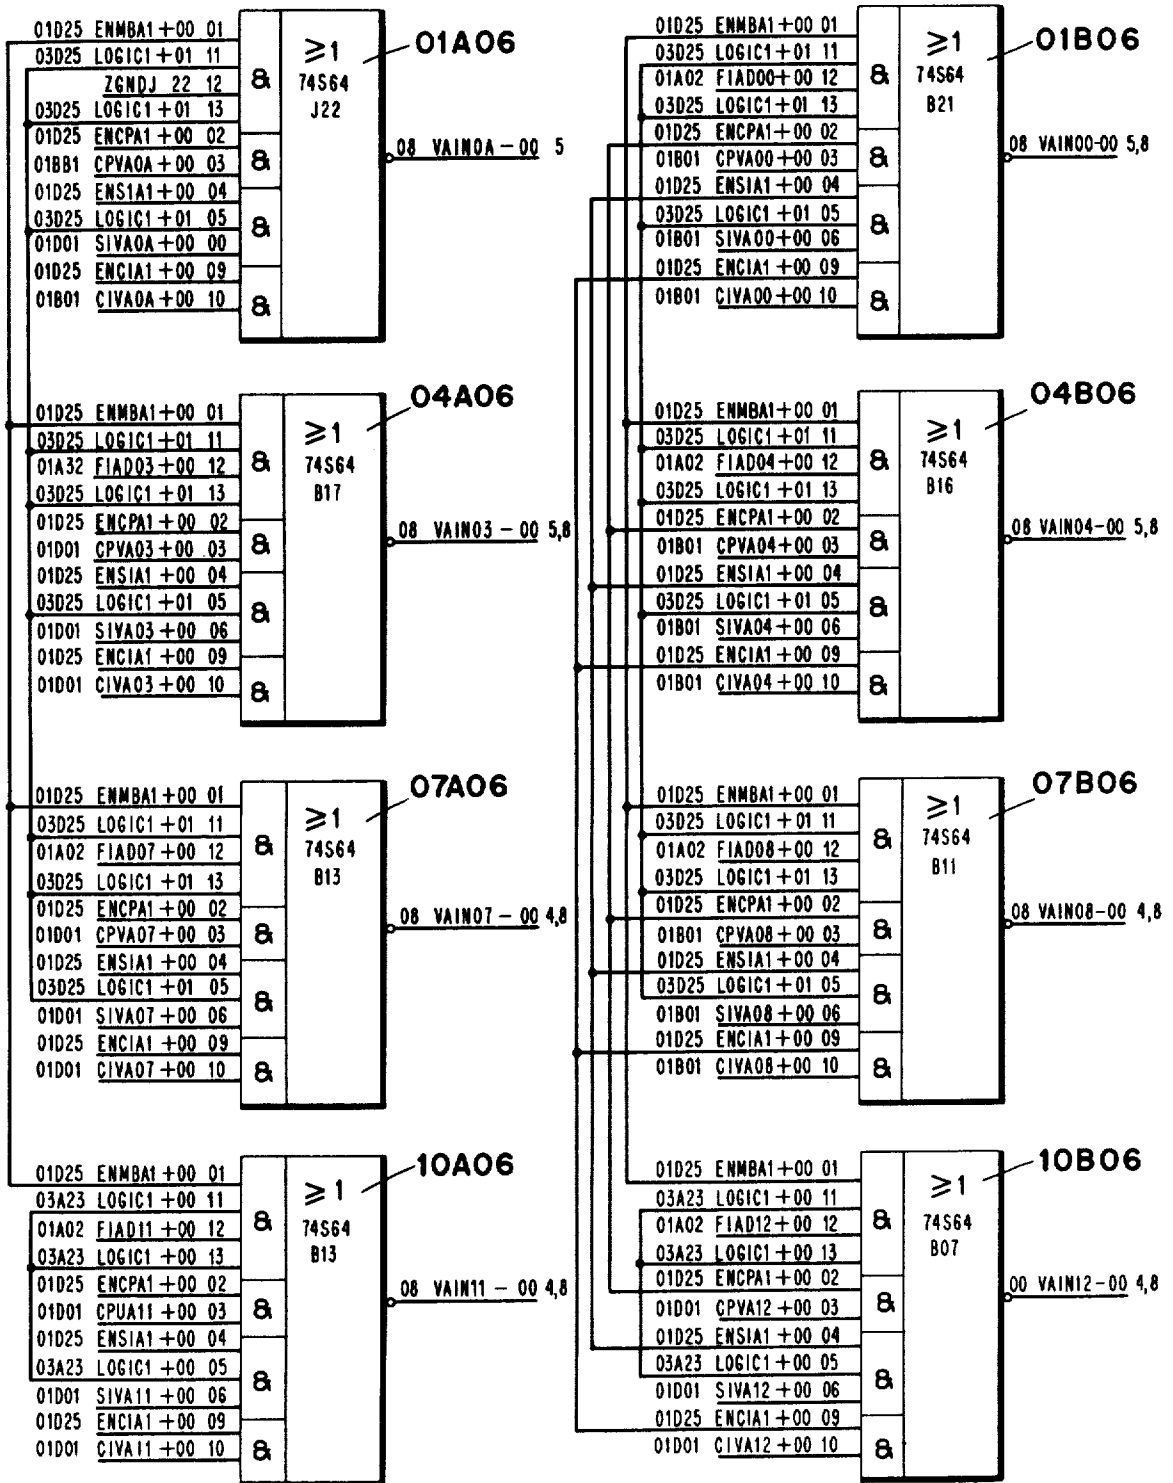 01D25 ENMBA1+00 01
03D25 LOGIC1+01 11
ZGNDJ 22 12
03D25 LOGIC1+01 13
01D25 ENCPA1+00 02
01BB1 CPVA0A+00 03
01D25 ENS1A1+00 04
03D25 LOGIC1+01 05
01D01 SIVA0A+00 00
01D25 ENCIA1+00 09
01B01 CIVA0A+00 10
&
&
&
&
≥1
74S64
J22
01A06
08 VAIN0A-00 5
01D25 ENMBA1+00 01
03D25 LOGIC1+01 11
01A02 FIAD00+00 12
03D25 LOGIC1+01 13
01D25 ENCPA1+00 02
01B01 CPVA00+00 03
01D25 ENSIA1+00 04
03D25 LOGIC1+01 05
01B01 SIVA00+00 06
01D25 ENCIA1+00 09
01B01 CIVA00+00 10
&
&
&
&
≥1
74S64
B21
01B06
08 VAIN00-00 5,8
01D25 ENMBA1+00 01
03D25 LOGIC1+01 11
01A32 FIAD03+00 12
03D25 LOGIC1+01 13
01D25 ENCPA1+00 02
01D01 CPVA03+00 03
01D25 ENSIA1+00 04
03D25 LOGIC1+01 05
01D01 SIVA03+00 06
01D25 ENCIA1+00 09
01D01 CIVA03+00 10
&
&
&
&
≥1
74S64
B17
04A06
08 VAIN03-00 5,8
01D25 ENMBA1+00 01
03D25 LOGIC1+01 11
01A02 FIAD04+00 12
03D25 LOGIC1+01 13
01D25 ENCPA1+00 02
01B01 CPVA04+00 03
01D25 ENSIA1+00 04
03D25 LOGIC1+01 05
01B01 SIVA04+00 06
01D25 ENCIA1+00 09
01B01 CIVA04+00 10
&
&
&
&
≥1
74S64
B16
04B06
08 VAIN04-00 5,8
01D25 ENMBA1+00 01
03D25 LOGIC1+01 11
01A02 FIAD07+00 12
03D25 LOGIC1+01 13
01D25 ENCPA1+00 02
01D01 CPVA07+00 03
01D25 ENSIA1+00 04
03D25 LOGIC1+01 05
01D01 SIVA07+00 06
01D25 ENCIA1+00 09
01D01 CIVA07+00 10
&
&
&
&
≥1
74S64
B13
07A06
08 VAIN07-00 4,8
01D25 ENMBA1+00 01
03D25 LOGIC1+01 11
01A02 FIAD08+00 12
03D25 LOGIC1+01 13
01D25 ENCPA1+00 02
01B01 CPVA08+00 03
01D25 ENSIA1+00 04
03D25 LOGIC1+01 05
01B01 SIVA08+00 06
01D25 ENCIA1+00 09
01B01 CIVA08+00 10
&
&
&
&
≥1
74S64
B11
07B06
08 VAIN08-00 4,8
01D25 ENMBA1+00 01
03A23 LOGIC1+00 11
01A02 FIAD11+00 12
03A23 LOGIC1+00 13
01D25 ENCPA1+00 02
01D01 CPUA11+00 03
01D25 ENSIA1+00 04
03A23 LOGIC1+00 05
01D01 SIVA11+00 06
01D25 ENCIA1+00 09
01D01 CIVA11+00 10
&
&
&
&
≥1
74S64
B13
10A06
08 VAIN11-00 4,8
01D25 ENMBA1+00 01
03A23 LOGIC1+00 11
01A02 FIAD12+00 12
03A23 LOGIC1+00 13
01D25 ENCPA1+00 02
01D01 CPVA12+00 03
01D25 ENSIA1+00 04
03A23 LOGIC1+00 05
01D01 SIVA12+00 06
01D25 ENCIA1+00 09
01D01 CIVA12+00 10
&
&
&
&
≥1
74S64
B07
10B06
00 VAIN12-00 4,8